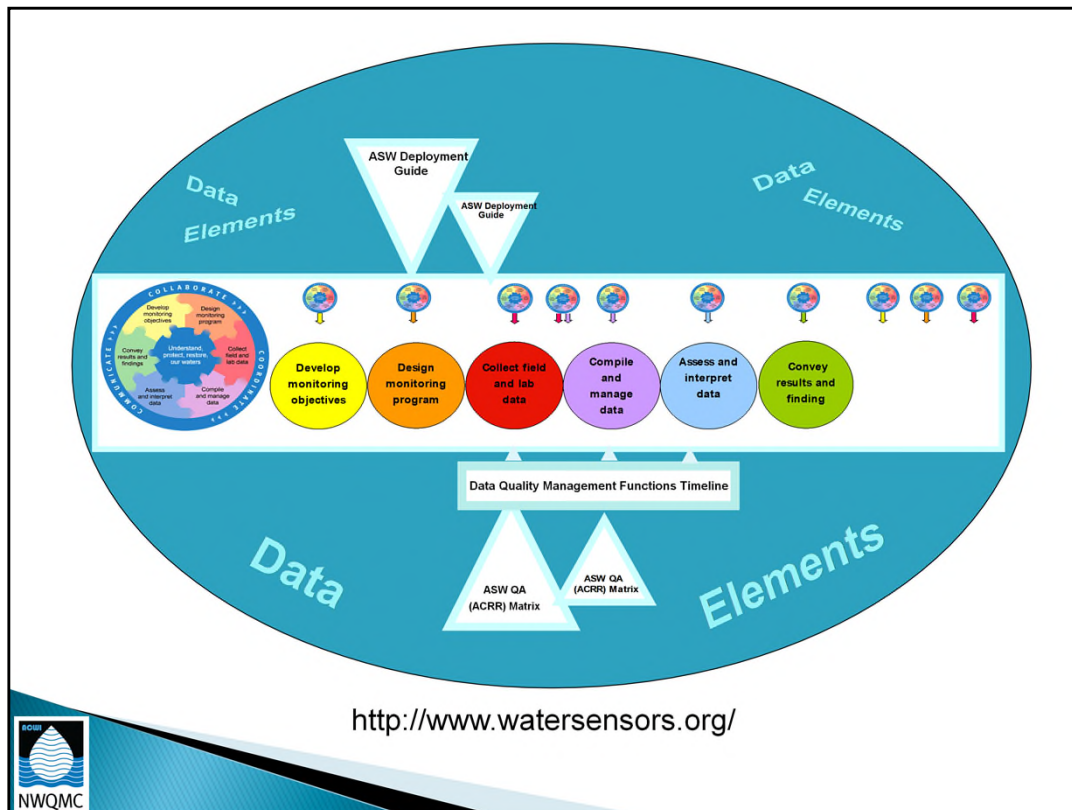 ASW Deployment
Guide
ASW Deployment
Guide
Data
Elements
Data
Elements
COLLABORATE >>>
COORDINATE >>>
COMMUNICATE >>>
Develop
monitoring
objectives
Design
monitoring
program
Convey
results and
findings
Understand,
protect, restore,
our waters
Collect
field and
lab data
Assess
and interpret
data
Compile
and
manage data
Develop
monitoring
objectives
Design
monitoring
program
Collect field
and lab
data
Compile
and
manage
data
Assess and
interpret
data
Convey
results and
finding
Data Quality Management Functions Timeline
ASW QA
(ACRR) Matrix
ASW QA
(ACRR) Matrix
Data
Elements
http://www.watersensors.org/
ACWI
NWQMC